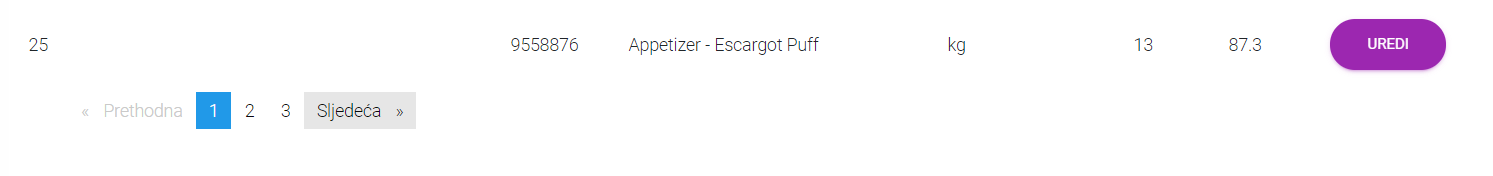 25 9558876 Appetizer - Escargot Puff kg 13 87.3 UREDI
« Prethodna 1 2 3 Sljedeća »